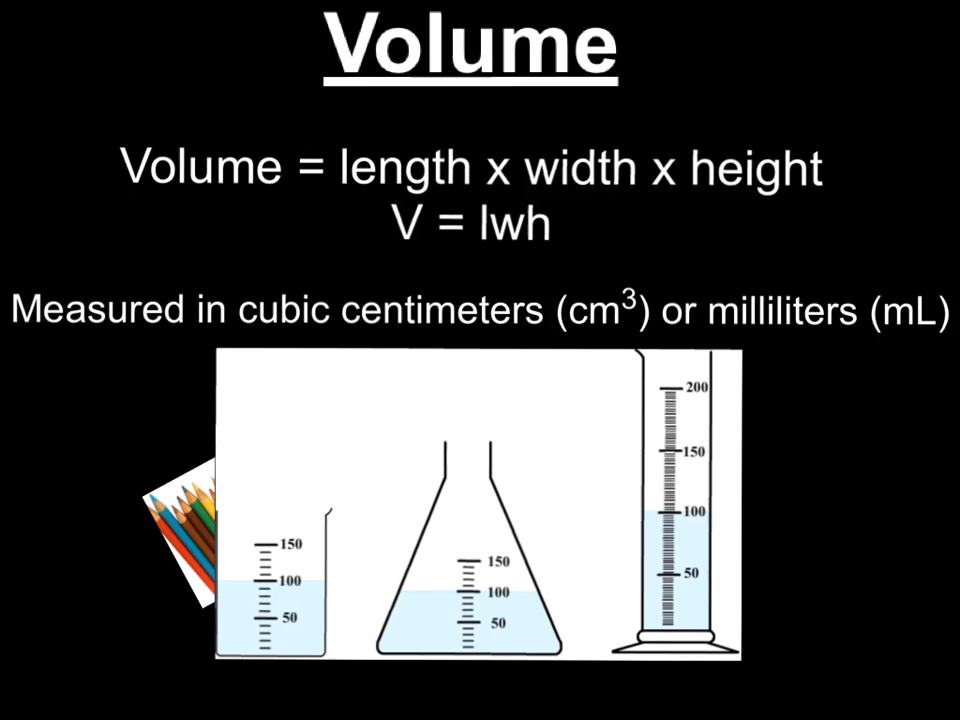 Volume
Volume = length x width x height
V = lwh
Measured in cubic centimeters (cm³) or milliliters (mL)
150
100
50
150
100
50
200
150
100
50